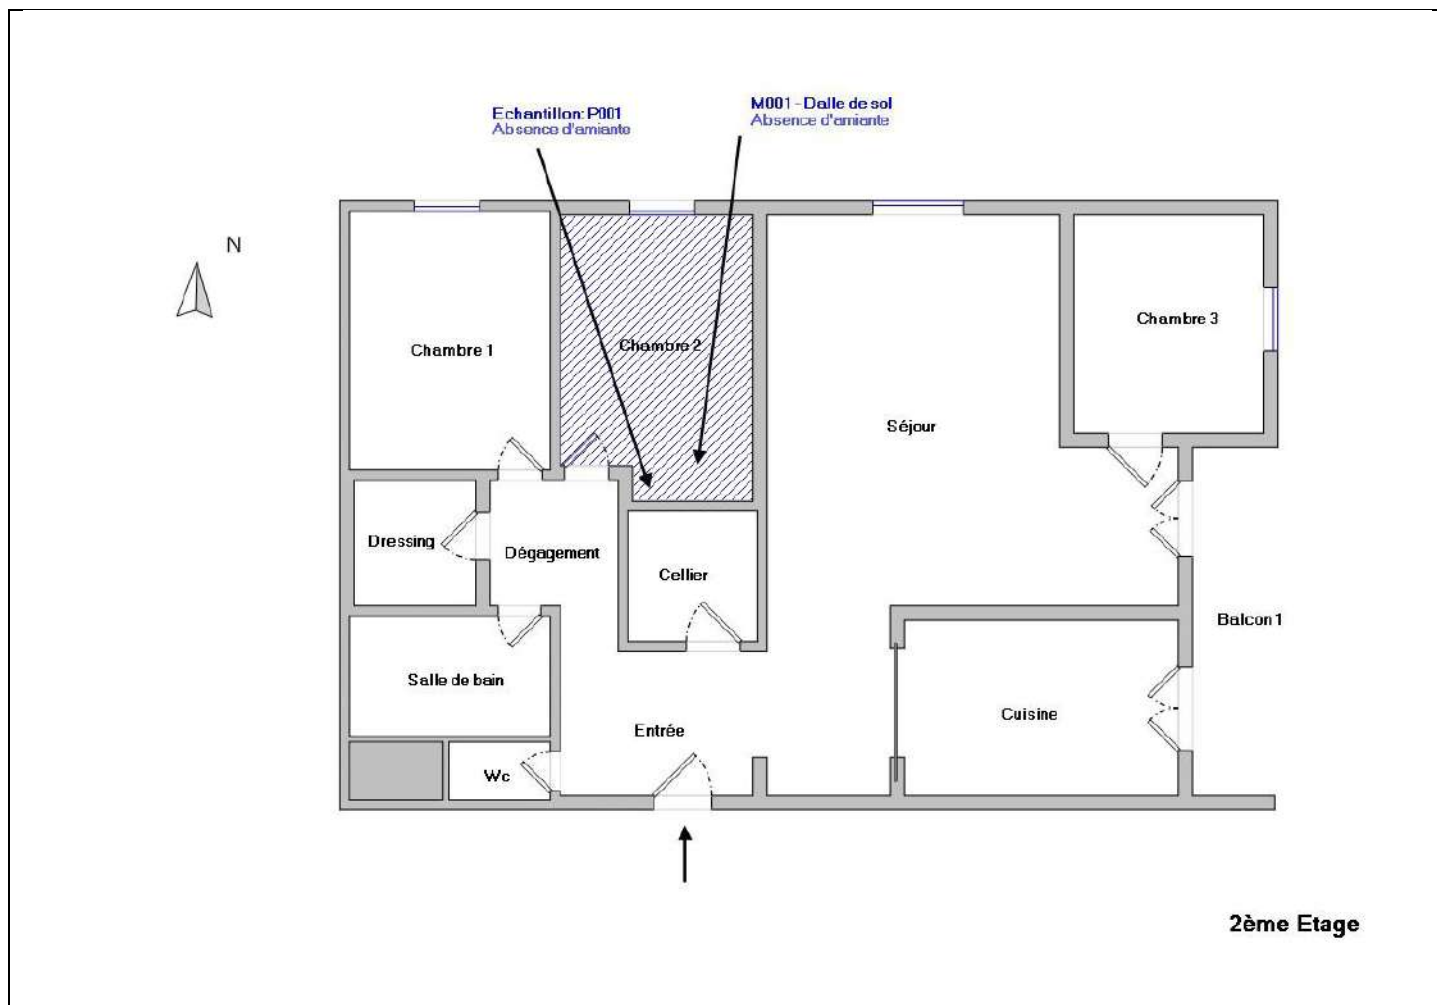 Echantillon: P001
Absence d'amiante
M001 - Dalle de sol
Absence d'amiante
N
Chambre 1
Chambre 2
Chambre 3
Séjour
Dressing
Dégagement
Cellier
Balcon 1
Salle de bain
Cuisine
Entrée
Wc
2ème Etage